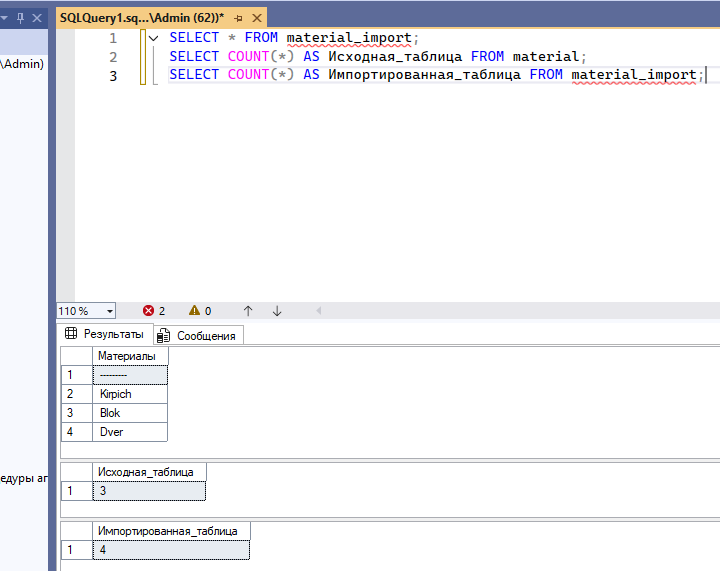 SQLQuery1.sq...\Admin (62))*
\Admin)
1 SELECT * FROM material_import;
2 SELECT COUNT(*) AS Исходная_таблица FROM material;
3 SELECT COUNT(*) AS Импортированная_таблица FROM material_import;
110 % 2 0
Результаты Сообщения
Материалы
1 ---------
2 Kirpich
3 Blok
4 Dver
Исходная_таблица
едуры аг
1 3
Импортированная_таблица
1 4